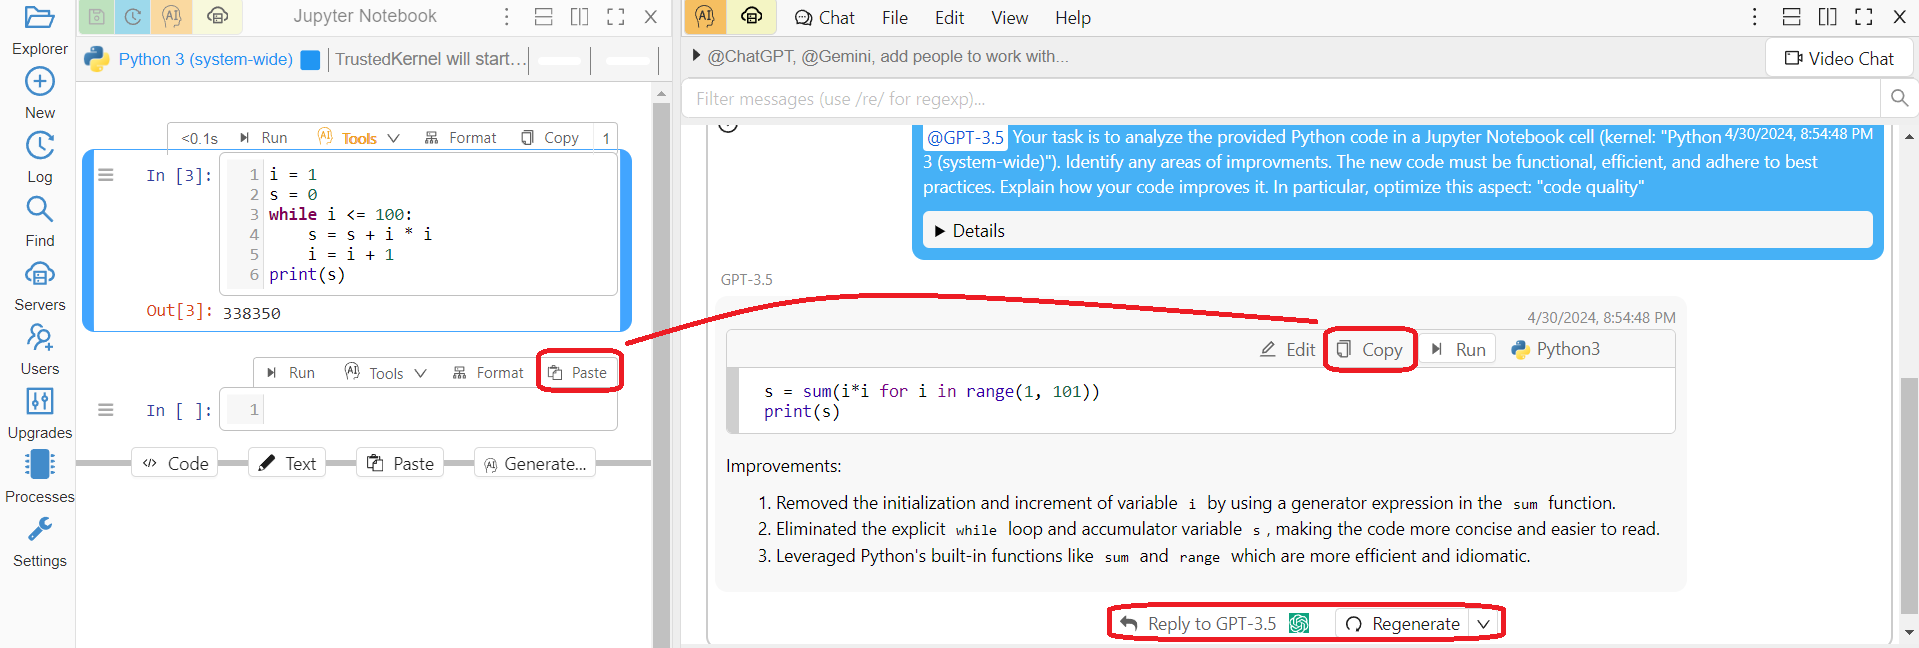 Explorer
New
Log
Find
Servers
Users
Upgrades
Processes
Settings
Jupyter Notebook
Python 3 (system-wide)
TrustedKernel will start...
<0.1s Run Tools Format Copy 1
In [3]:
1 i = 1
2 s = 0
3 while i <= 100:
4 s = s + i * i
5 i = i + 1
6 print(s)
Out[3]: 338350
Run Tools Format Paste
In [ ]: 1
Code Text Paste Generate...
Chat File Edit View Help
@ChatGPT, @Gemini, add people to work with...
Video Chat
Filter messages (use /re/ for regexp)...
@GPT-3.5 Your task is to analyze the provided Python code in a Jupyter Notebook cell (kernel: "Python 4/30/2024, 8:54:48 PM
3 (system-wide)"). Identify any areas of improvments. The new code must be functional, efficient, and adhere to best
practices. Explain how your code improves it. In particular, optimize this aspect: "code quality"
Details
GPT-3.5
4/30/2024, 8:54:48 PM
Edit Copy Run Python3
s = sum(i*i for i in range(1, 101))
print(s)
Improvements:
1. Removed the initialization and increment of variable i by using a generator expression in the sum function.
2. Eliminated the explicit while loop and accumulator variable s , making the code more concise and easier to read.
3. Leveraged Python's built-in functions like sum and range which are more efficient and idiomatic.
Reply to GPT-3.5 Regenerate